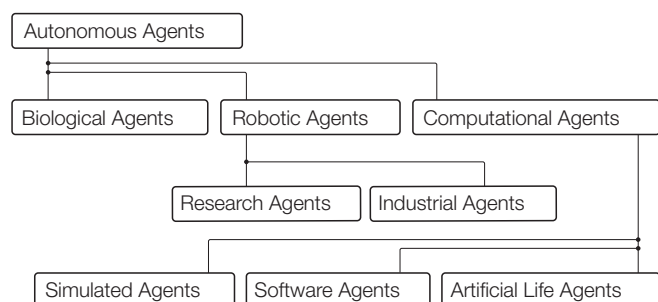 Autonomous Agents
Biological Agents
Robotic Agents
Computational Agents
Research Agents
Industrial Agents
Simulated Agents
Software Agents
Artificial Life Agents